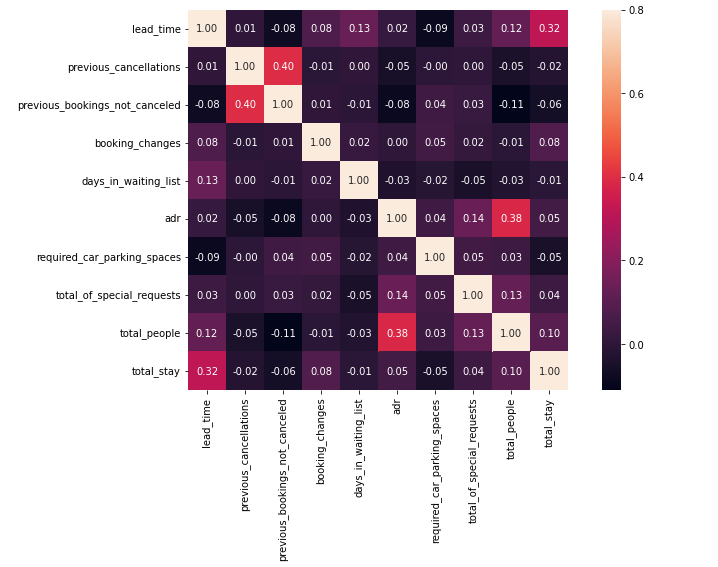 lead_time 1.00 0.01 -0.08 0.08 0.13 0.02 -0.09 0.03 0.12 0.32
previous_cancellations 0.01 1.00 0.40 -0.01 0.00 -0.05 -0.00 0.00 -0.05 -0.02
previous_bookings_not_canceled -0.08 0.40 1.00 0.01 -0.01 -0.08 0.04 0.03 -0.11 -0.06
booking_changes 0.08 -0.01 0.01 1.00 0.02 0.00 0.05 0.02 -0.01 0.08
days_in_waiting_list 0.13 0.00 -0.01 0.02 1.00 -0.03 -0.02 -0.05 -0.03 -0.01
adr 0.02 -0.05 -0.08 0.00 -0.03 1.00 0.04 0.14 0.38 0.05
required_car_parking_spaces -0.09 -0.00 0.04 0.05 -0.02 0.04 1.00 0.05 0.03 -0.05
total_of_special_requests 0.03 0.00 0.03 0.02 -0.05 0.14 0.05 1.00 0.13 0.04
total_people 0.12 -0.05 -0.11 -0.01 -0.03 0.38 0.03 0.13 1.00 0.10
total_stay 0.32 -0.02 -0.06 0.08 -0.01 0.05 -0.05 0.04 0.10 1.00
lead_time
previous_cancellations
previous_bookings_not_canceled
booking_changes
days_in_waiting_list
adr
required_car_parking_spaces
total_of_special_requests
total_people
total_stay
0.8
0.6
0.4
0.2
0.0